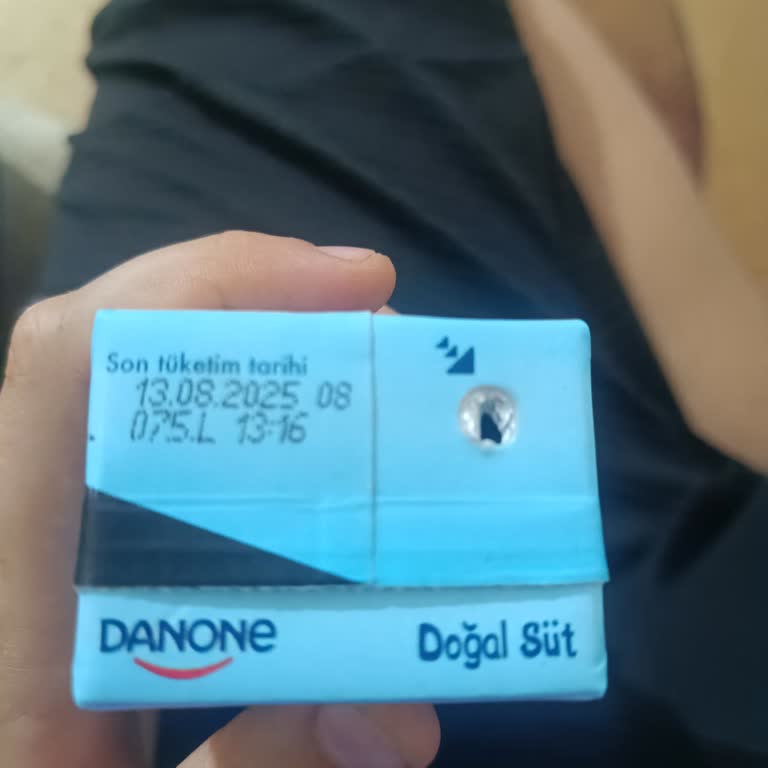 Son tüketim tarihi
13.08.2025 08
075.L 13:16
DANONE
Doğal Süt